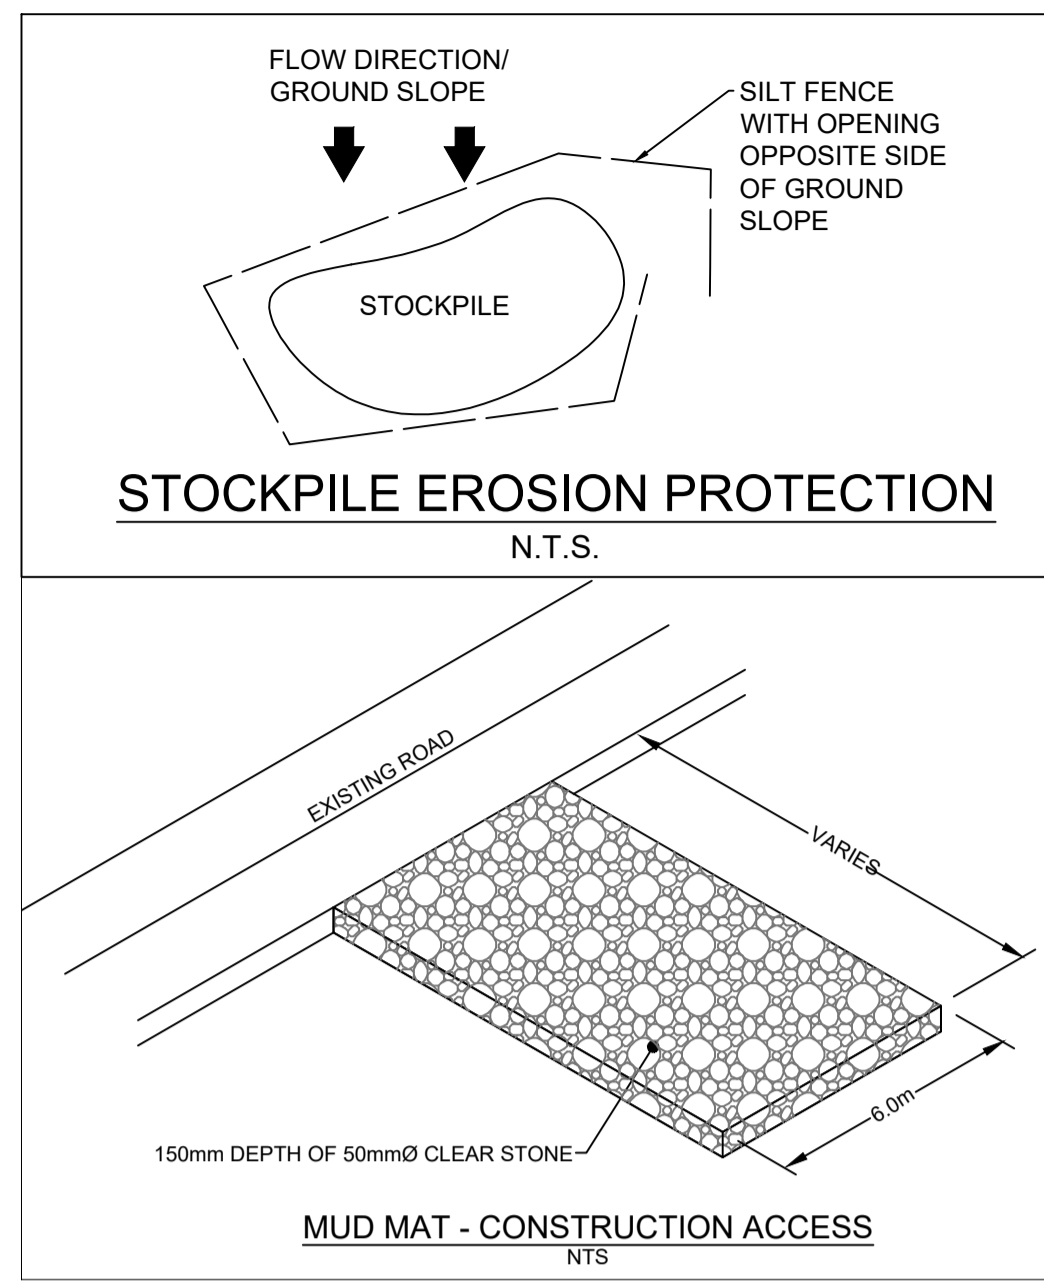 FLOW DIRECTION/
GROUND SLOPE
SILT FENCE
WITH OPENING
OPPOSITE SIDE
OF GROUND
SLOPE
STOCKPILE
STOCKPILE EROSION PROTECTION
N.T.S.
EXISTING ROAD
VARIES
6.0m
150mm DEPTH OF 50mmØ CLEAR STONE
MUD MAT - CONSTRUCTION ACCESS
NTS